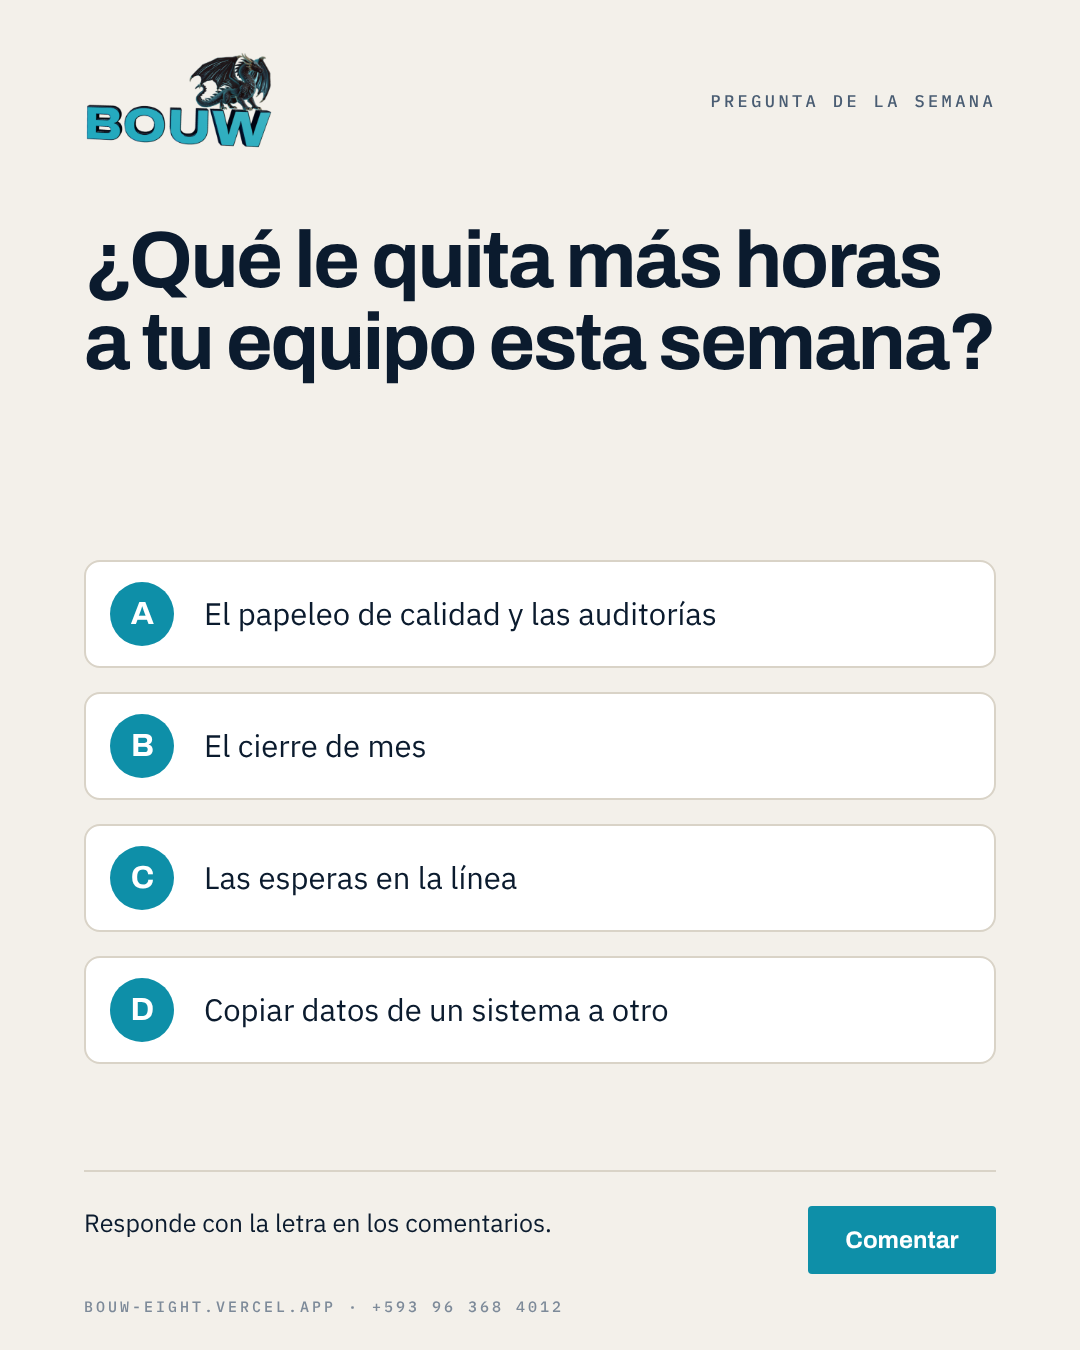 BOUW
PREGUNTA DE LA SEMANA
¿Qué le quita más horas
a tu equipo esta semana?
A El papeleo de calidad y las auditorías
B El cierre de mes
C Las esperas en la línea
D Copiar datos de un sistema a otro
Responde con la letra en los comentarios.
Comentar
BOUW-EIGHT.VERCEL.APP · +593 96 368 4012